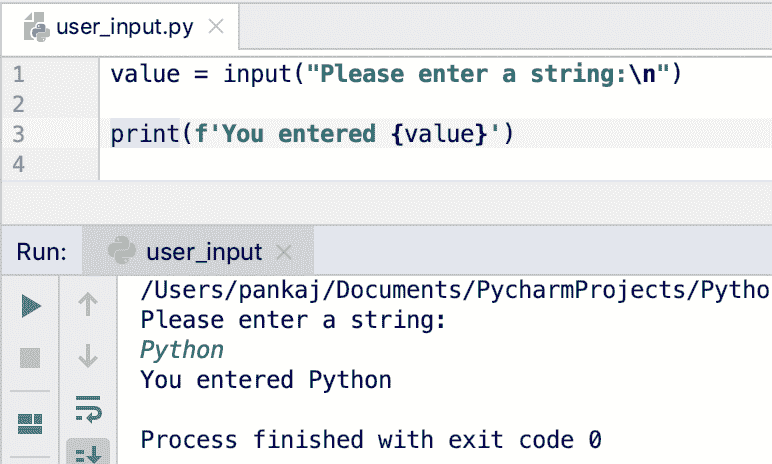 user_input.py
1 value = input("Please enter a string:\n")
2
3 print(f'You entered {value}')
4
Run: user_input
/Users/pankaj/Documents/PycharmProjects/Pytho
Please enter a string:
Python
You entered Python
Process finished with exit code 0